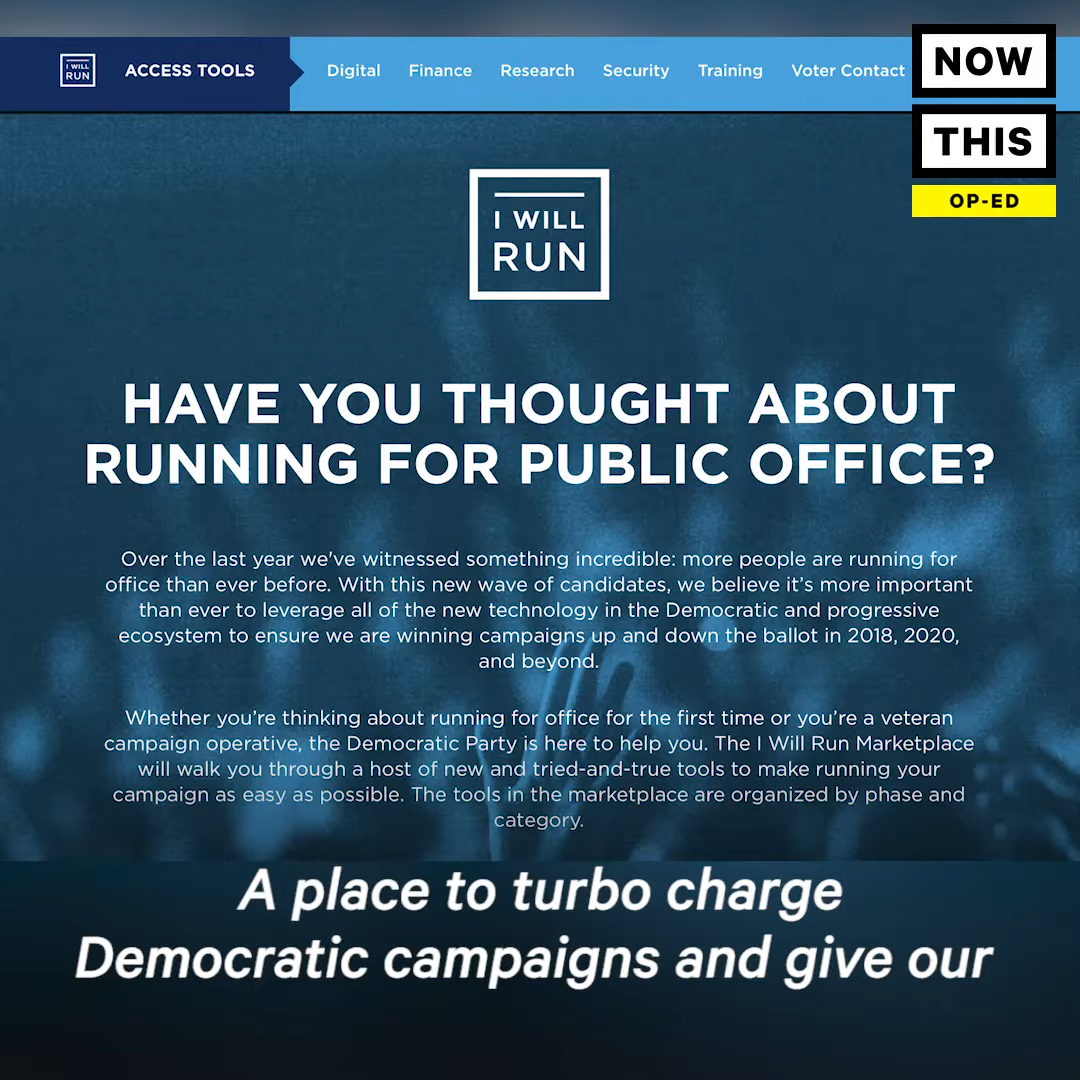 I WILL
RUN
ACCESS TOOLS
Digital
Finance
Research
Security
Training
Voter Contact
NOW
THIS
OP-ED
I WILL
RUN
HAVE YOU THOUGHT ABOUT
RUNNING FOR PUBLIC OFFICE?
Over the last year we've witnessed something incredible: more people are running for
office than ever before. With this new wave of candidates, we believe it's more important
than ever to leverage all of the new technology in the Democratic and progressive
ecosystem to ensure we are winning campaigns up and down the ballot in 2018, 2020,
and beyond.
Whether you're thinking about running for office for the first time or you're a veteran
campaign operative, the Democratic Party is here to help you. The I Will Run Marketplace
will walk you through a host of new and tried-and-true tools to make running your
campaign as easy as possible. The tools in the marketplace are organized by phase and
category.
A place to turbo charge
Democratic campaigns and give our